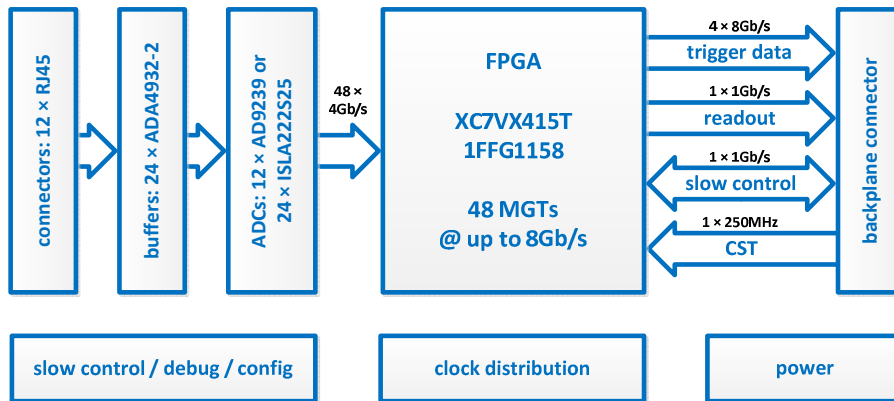 connectors: 12 × RJ45
buffers: 24 × ADA4932-2
ADCs: 12 × AD9239 or
24 × ISLA222S25
48 ×
4Gb/s
FPGA
XC7VX415T
1FFG1158
48 MGTs
@ up to 8Gb/s
4 × 8Gb/s
trigger data
1 × 1Gb/s
readout
1 × 1Gb/s
slow control
1 × 250MHz
CST
backplane connector
slow control / debug / config
clock distribution
power